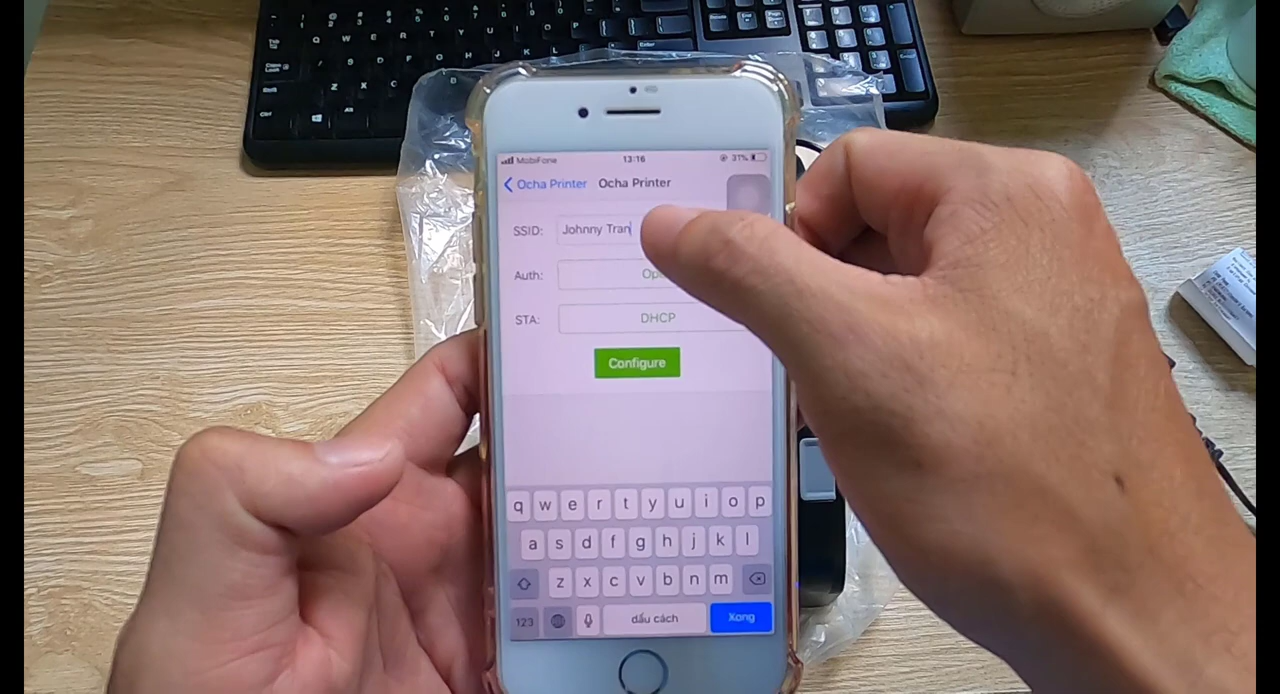 MobiFone 13:16 31%
Ocha Printer Ocha Printer
SSID: Johnny Tran
Auth:
STA: DHCP
Configure
q w e r t y u i o p
a s d f g h j k l
z x c v b n m
123 dấu cách Xong